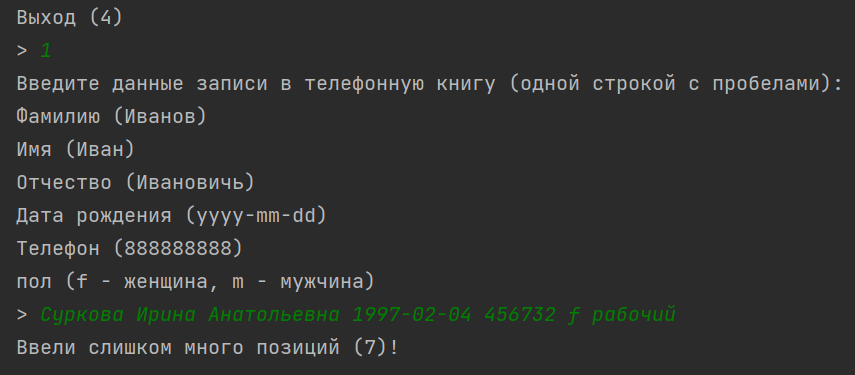 Выход (4)
> 1
Введите данные записи в телефонную книгу (одной строкой с пробелами):
Фамилию (Иванов)
Имя (Иван)
Отчество (Ивановичь)
Дата рождения (yyyy-mm-dd)
Телефон (888888888)
пол (f - женщина, m - мужчина)
> Суркова Ирина Анатольевна 1997-02-04 456732 f рабочий
Ввели слишком много позиций (7)!